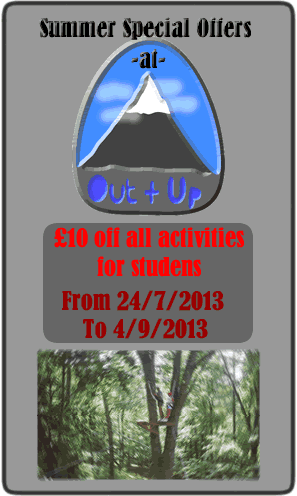 Summer Special Offers
-at-
Out + Up
£10 off all activities
for studens
From 24/7/2013
To 4/9/2013